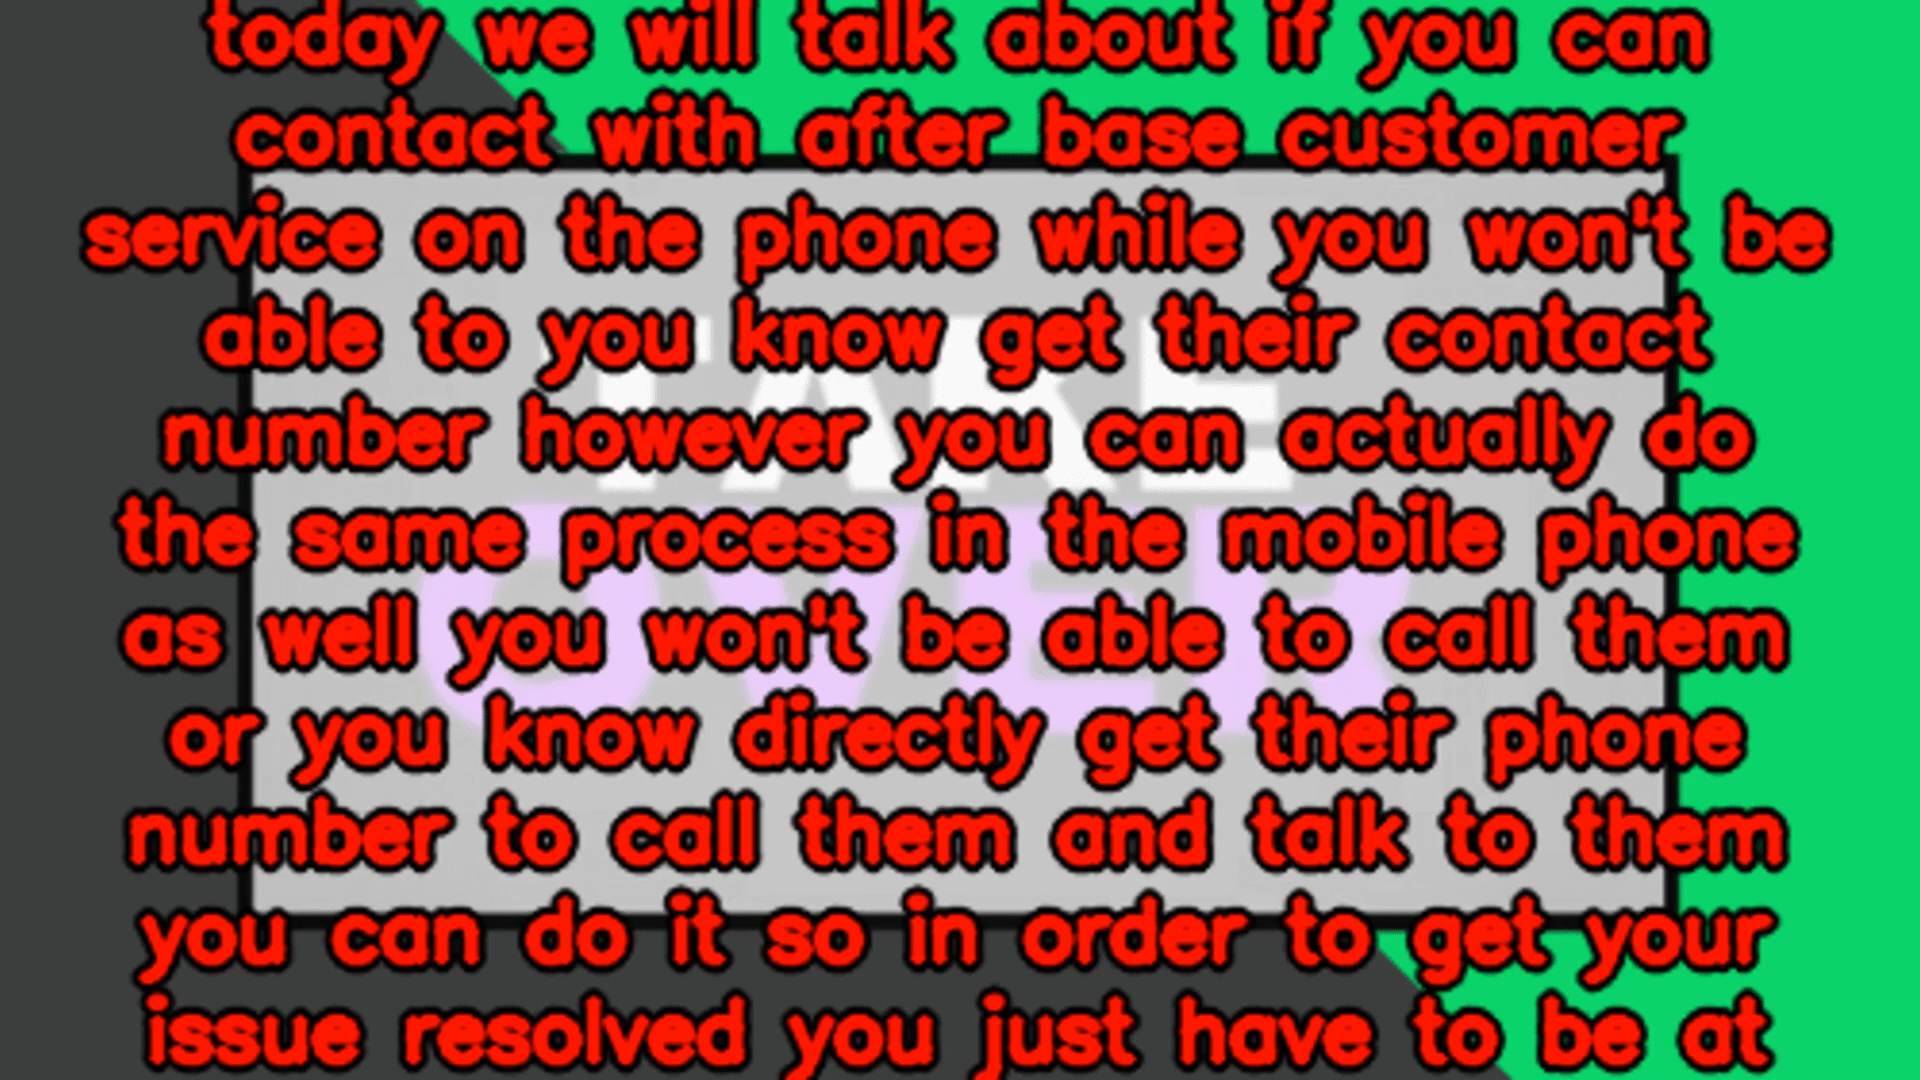 today we will talk about if you can
contact with after base customer
service on the phone while you won't be
able to you know get their contact
number however you can actually do
the same process in the mobile phone
as well you won't be able to call them
or you know directly get their phone
number to call them and talk to them
you can do it so in order to get your
issue resolved you just have to be at
TAKE
OVER